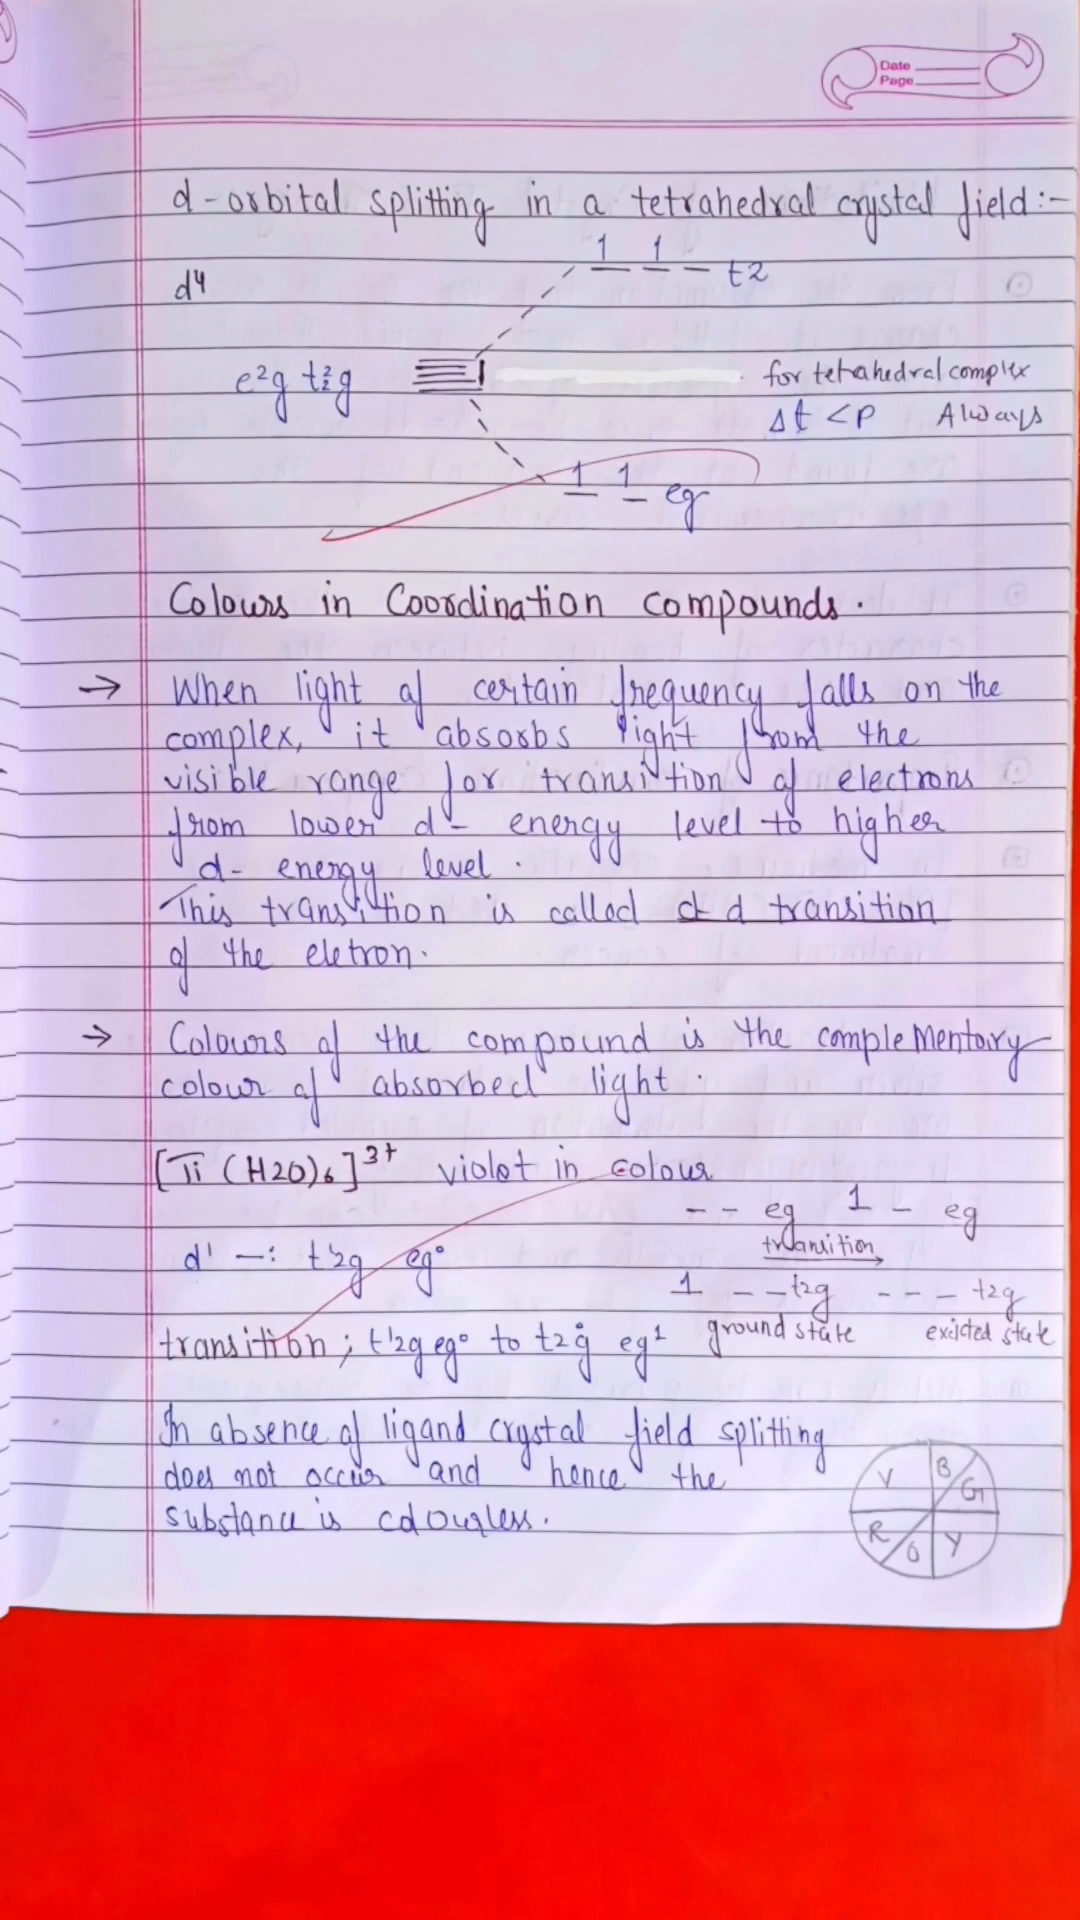 Date
Page
d-orbital splitting in a tetrahedral crystal field:-
1 1 t2
d4
e²g t2²g
for tetrahedral complex
Δt <P Always
1 1 eg
Colours in Coordination compounds.
→ When light of certain frequency falls on the
complex, it absorbs light from the
visible range for transition of electrons
from lower d- energy level to higher
d- energy level.
This transition is called d d transition
of the eletron.
→ Colours of the compound is the complementary
colour of absorbed light.
[Ti (H2O)6]3+ violet in colour
-- eg 1 - eg
transition
d¹ —: t¹2g eg°
1 --t2g --- t2g
ground state exicted state
transition; t¹2g eg° to t2g° eg¹
In absence of ligand crystal field splitting
does not occur and hence the
substance is colourless.
V B G
R O Y